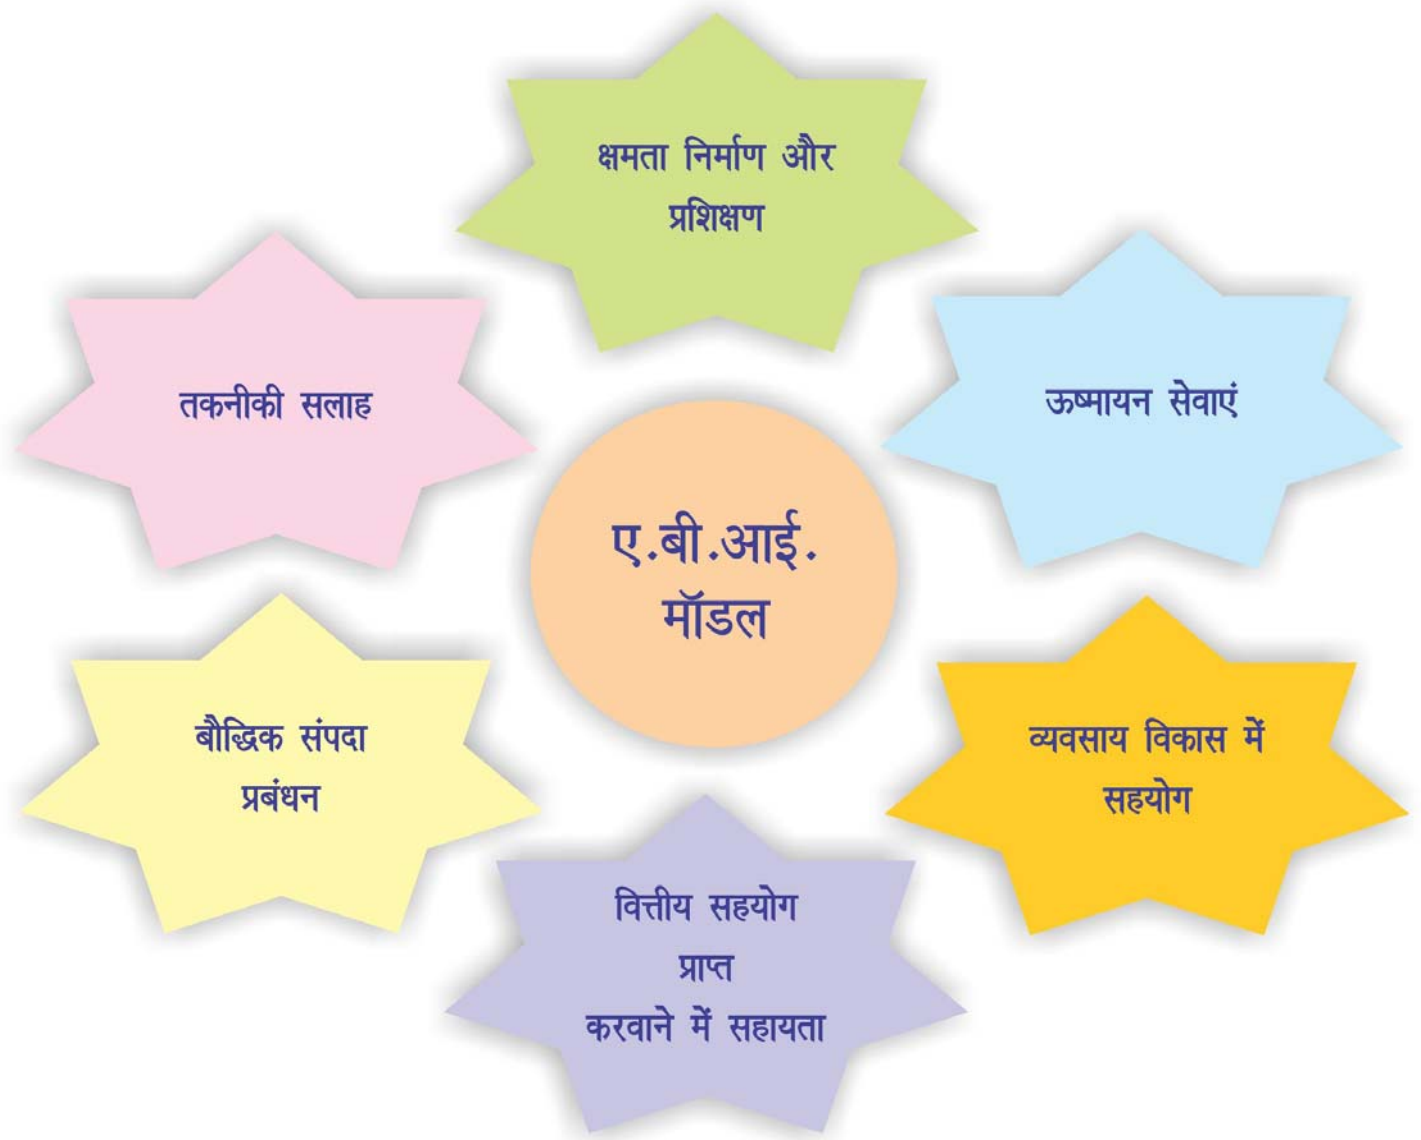 क्षमता निर्माण और
प्रशिक्षण
तकनीकी सलाह
ऊष्मायन सेवाएं
ए.बी.आई.
मॉडल
बौद्धिक संपदा
प्रबंधन
व्यवसाय विकास में
सहयोग
वित्तीय सहयोग
प्राप्त
करवाने में सहायता